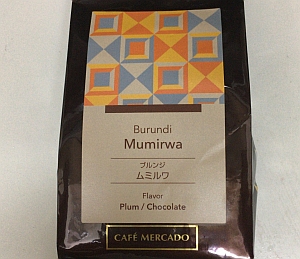 Burundi
Mumirwa
ブルンジ
ムミルワ
Flavor
Plum / Chocolate
CAFÉ MERCADO